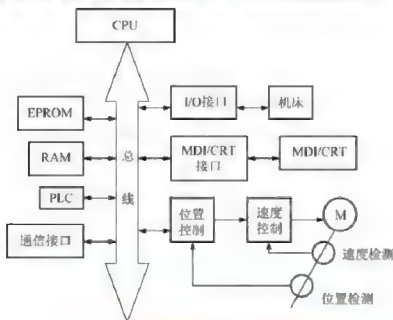 CPU
EPROM
RAM
PLC
通信接口
总
线
I/O接口
机床
MDI/CRT
接口
MDI/CRT
位置
控制
速度
控制
M
速度检测
位置检测